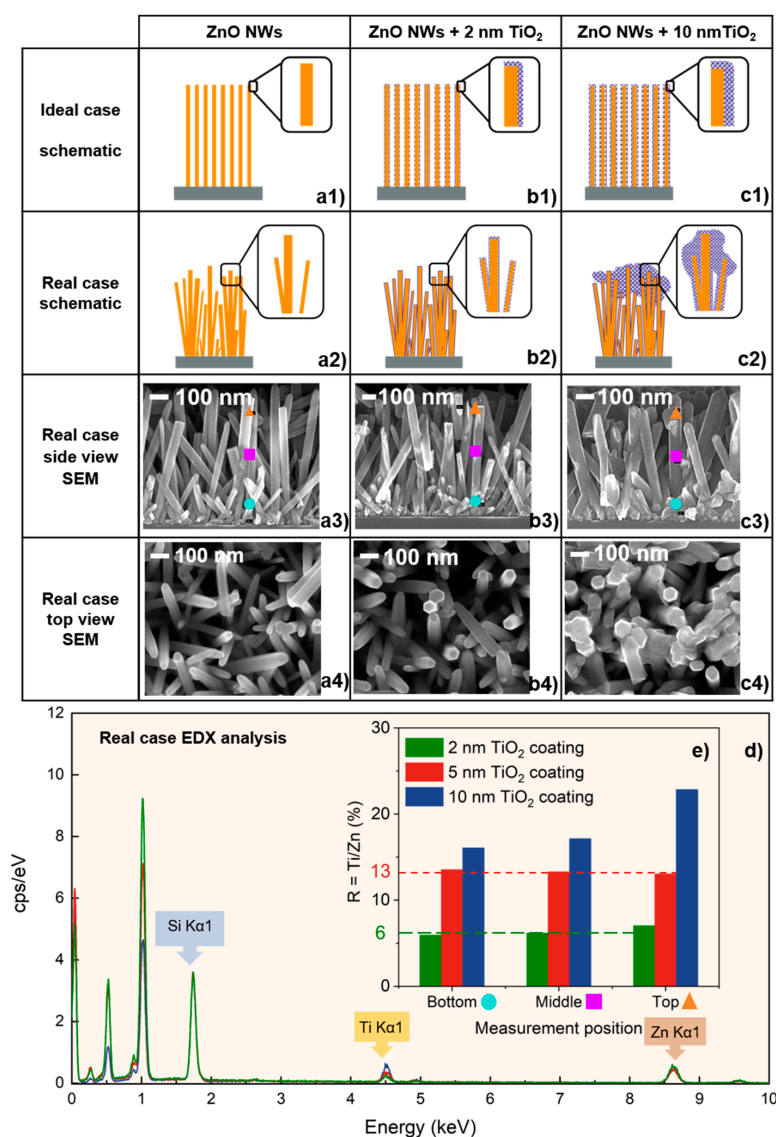 ZnO NWs
ZnO NWs + 2 nm TiO₂
ZnO NWs + 10 nmTiO₂
Ideal case
schematic
a1)
b1)
c1)
Real case
schematic
a2)
b2)
c2)
Real case
side view
SEM
100 nm
a3)
100 nm
b3)
100 nm
c3)
Real case
top view
SEM
100 nm
a4)
100 nm
b4)
100 nm
c4)
Real case EDX analysis
d)
e)
2 nm TiO₂ coating
5 nm TiO₂ coating
10 nm TiO₂ coating
R = Ti/Zn (%)
30
20
13
10
6
0
Bottom
Middle
Top
Measurement position
cps/eV
12
10
8
6
4
2
0
Si Kα1
Ti Kα1
Zn Kα1
0 1 2 3 4 5 6 7 8 9 10
Energy (keV)